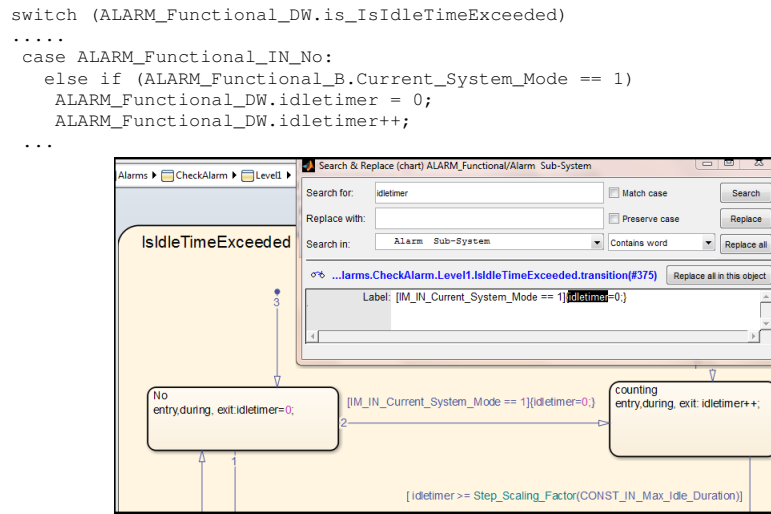 switch (ALARM_Functional_DW.is_IsIdleTimeExceeded)
.....
case ALARM_Functional_IN_No:
else if (ALARM_Functional_B.Current_System_Mode == 1)
ALARM_Functional_DW.idletimer = 0;
ALARM_Functional_DW.idletimer++;
...
Alarms CheckAlarm Level1
Search & Replace (chart) ALARM_Functional/Alarm Sub-System
Search for: idletimer Match case Search
Replace with: Preserve case Replace
Search in: Alarm Sub-System Contains word Replace all
...larms.CheckAlarm.Level1.IsIdleTimeExceeded.transition(#375) Replace all in this object
Label: [IM_IN_Current_System_Mode == 1]{idletimer=0;}
IsIdleTimeExceeded
3
No
entry,during, exit:idletimer=0;
[IM_IN_Current_System_Mode == 1]{idletimer=0;}
2
counting
entry,during, exit: idletimer++;
1
[ idletimer >= Step_Scaling_Factor(CONST_IN_Max_Idle_Duration)]